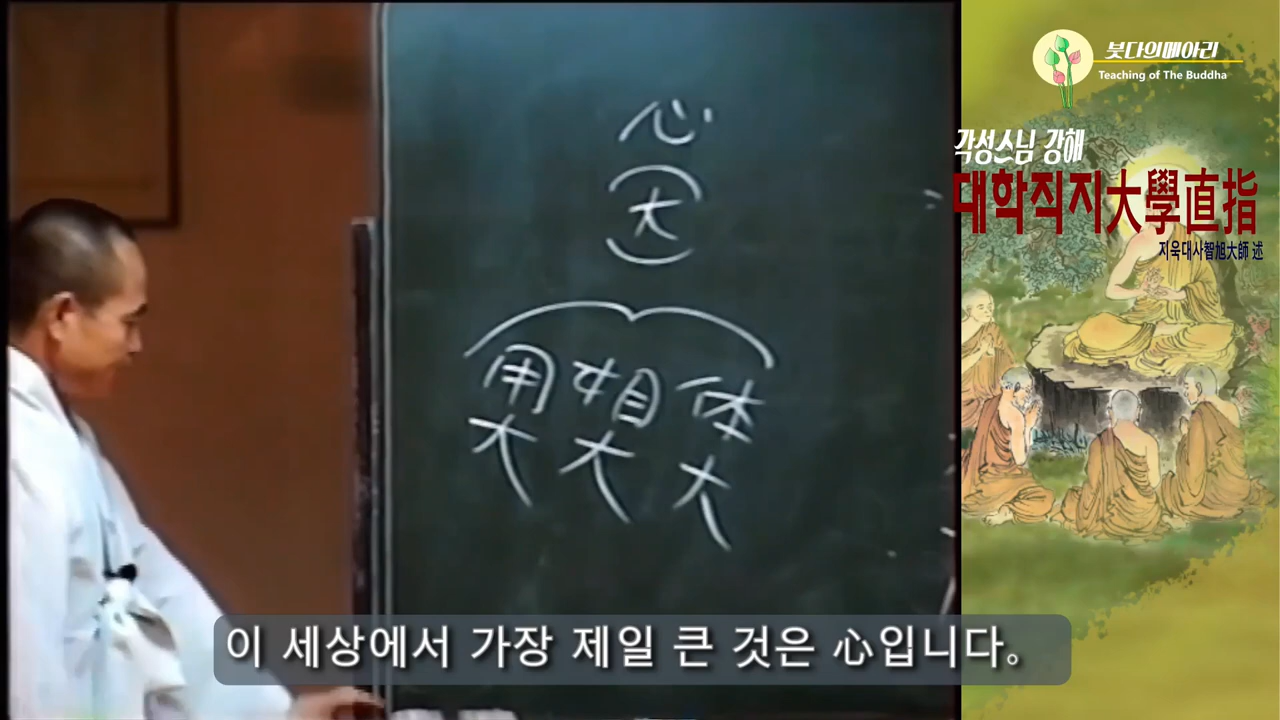 心
大
用 相 体
大 大 大
붓다의메아리
Teaching of The Buddha
각성스님 강해
대학직지大學直指
지욱대사智旭大師 述
이 세상에서 가장 제일 큰 것은 心입니다。